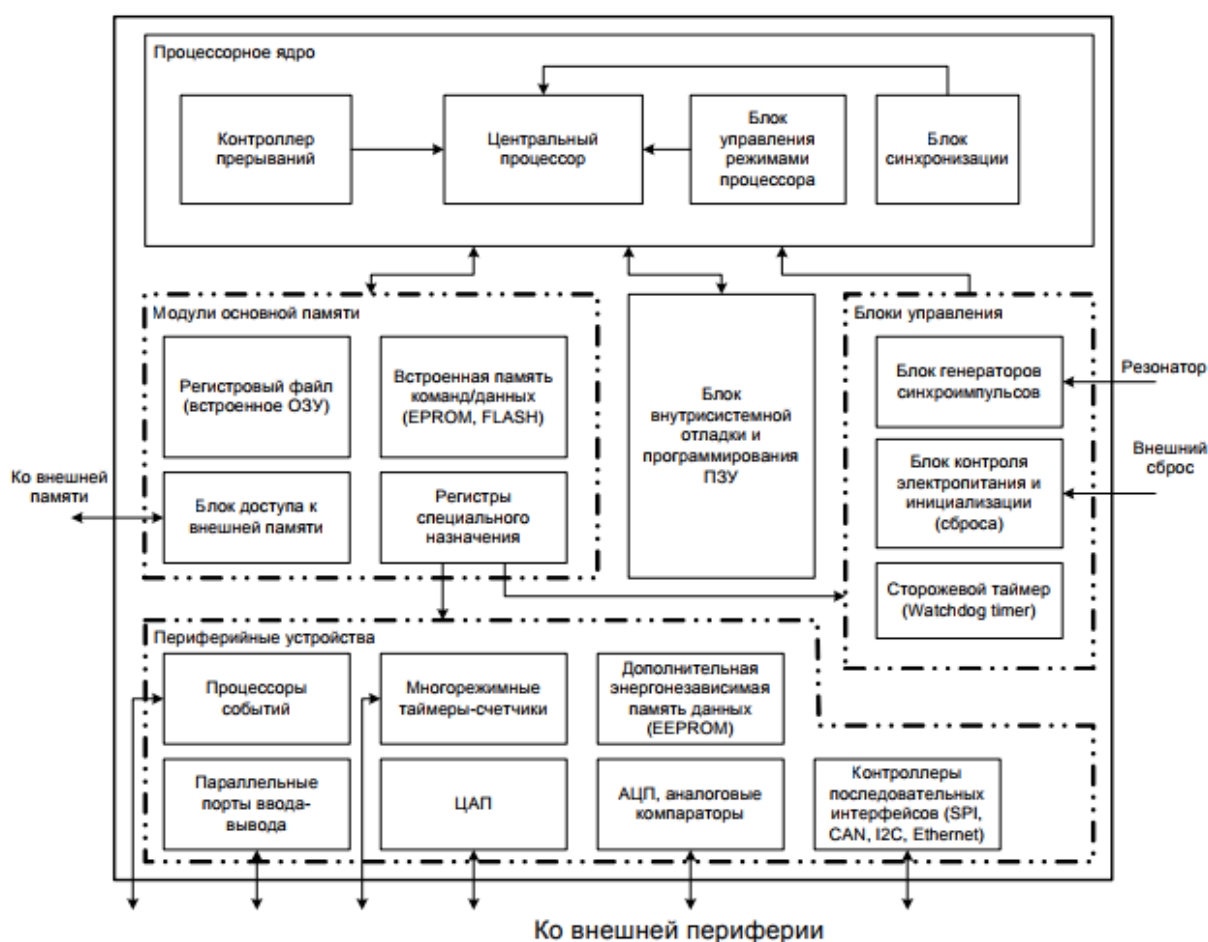 Процессорное ядро
Контроллер
прерываний
Центральный
процессор
Блок
управления
режимами
процессора
Блок
синхронизации
Модули основной памяти
Регистровый файл
(встроенное ОЗУ)
Встроенная память
команд/данных
(EPROM, FLASH)
Ко внешней
памяти
Блок доступа к
внешней памяти
Регистры
специального
назначения
Блок
внутрисистемной
отладки и
программирования
ПЗУ
Блоки управления
Блок генераторов
синхроимпульсов
Резонатор
Блок контроля
электропитания и
инициализации
(сброса)
Внешний
сброс
Сторожевой таймер
(Watchdog timer)
Периферийные устройства
Процессоры
событий
Многорежимные
таймеры-счетчики
Дополнительная
энергонезависимая
память данных
(EEPROM)
Параллельные
порты ввода-
вывода
ЦАП
АЦП, аналоговые
компараторы
Контроллеры
последовательных
интерфейсов (SPI,
CAN, I2C, Ethernet)
Ко внешней периферии